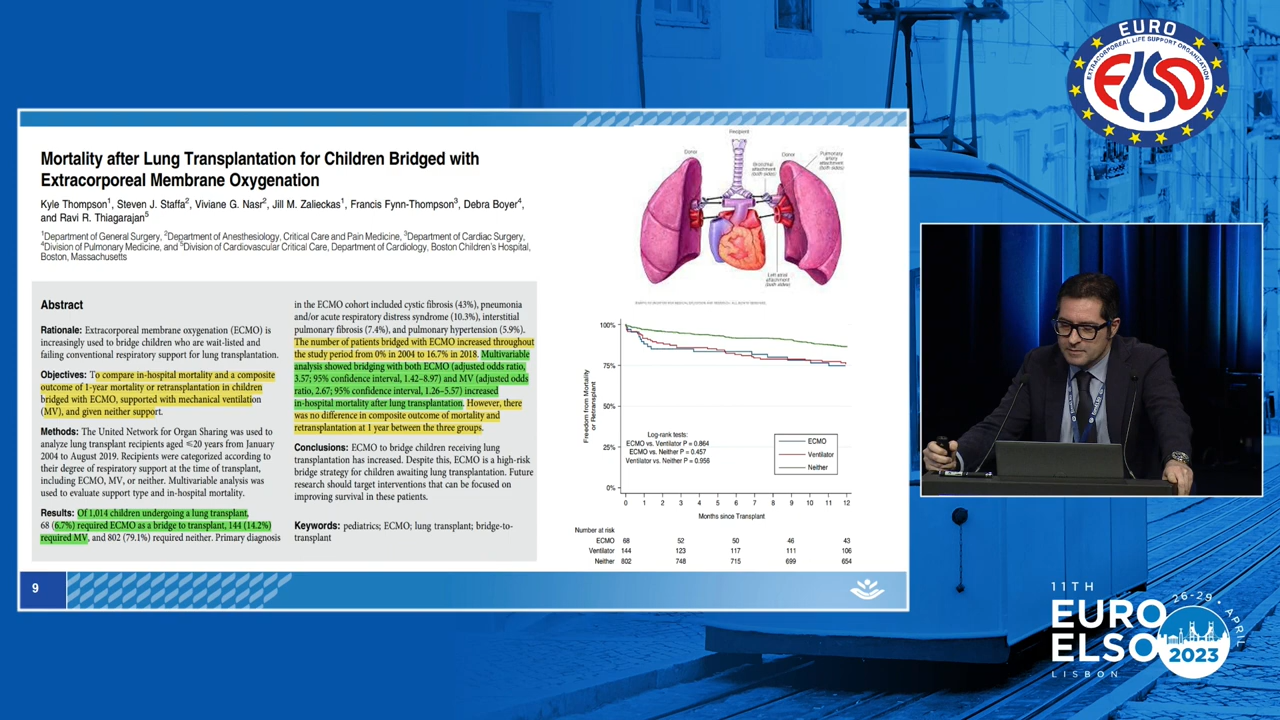 Mortality after Lung Transplantation for Children Bridged with
Extracorporeal Membrane Oxygenation
Kyle Thompson1, Steven J. Staffa2, Viviane G. Nasr2, Jill M. Zalieckas1, Francis Fynn-Thompson3, Debra Boyer4,
and Ravi R. Thiagarajan5
1Department of General Surgery, 2Department of Anesthesiology, Critical Care and Pain Medicine, 3Department of Cardiac Surgery,
4Division of Pulmonary Medicine, and 5Division of Cardiovascular Critical Care, Department of Cardiology, Boston Children's Hospital,
Boston, Massachusetts
Abstract
Rationale: Extracorporeal membrane oxygenation (ECMO) is
increasingly used to bridge children who are wait-listed and
failing conventional respiratory support for lung transplantation.
Objectives: To compare in-hospital mortality and a composite
outcome of 1-year mortality or retransplantation in children
bridged with ECMO, supported with mechanical ventilation
(MV), and given neither support.
Methods: The United Network for Organ Sharing was used to
analyze lung transplant recipients aged ≤20 years from January
2004 to August 2019. Recipients were categorized according to
their degree of respiratory support at the time of transplant,
including ECMO, MV, or neither. Multivariable analysis was
used to evaluate support type and in-hospital mortality.
Results: Of 1,014 children undergoing a lung transplant,
68 (6.7%) required ECMO as a bridge to transplant, 144 (14.2%)
required MV, and 802 (79.1%) required neither. Primary diagnosis
in the ECMO cohort included cystic fibrosis (43%), pneumonia
and/or acute respiratory distress syndrome (10.3%), interstitial
pulmonary fibrosis (7.4%), and pulmonary hypertension (5.9%).
The number of patients bridged with ECMO increased throughout
the study period from 0% in 2004 to 16.7% in 2018. Multivariable
analysis showed bridging with both ECMO (adjusted odds ratio,
3.57; 95% confidence interval, 1.42–8.97) and MV (adjusted odds
ratio, 2.67; 95% confidence interval, 1.26–5.57) increased
in-hospital mortality after lung transplantation. However, there
was no difference in composite outcome of mortality and
retransplantation at 1 year between the three groups.
Conclusions: ECMO to bridge children receiving lung
transplantation has increased. Despite this, ECMO is a high-risk
bridge strategy for children awaiting lung transplantation. Future
research should target interventions that can be focused on
improving survival in these patients.
Keywords: pediatrics; ECMO; lung transplant; bridge-to-
transplant
Recipient
Donor
Donor
Bronchial
attachment
(both sides)
Pulmonary
artery
attachment
(both sides)
Left atrial
attachment
(both sides)
100%
75%
50%
25%
0%
Freedom from Mortality
or Retransplant
Log-rank tests:
ECMO vs. Ventilator P = 0.864
ECMO vs. Neither P = 0.457
Ventilator vs. Neither P = 0.956
ECMO
Ventilator
Neither
0 1 2 3 4 5 6 7 8 9 10 11 12
Months since Transplant
Number at risk
ECMO 68 52 50 46 43
Ventilator 144 123 117 111 106
Neither 802 748 715 699 654
9
EURO
EXTRACORPOREAL LIFE SUPPORT ORGANIZATION
ELSO
11TH
EURO
ELSO
2023
26-29 • APRIL
LISBON